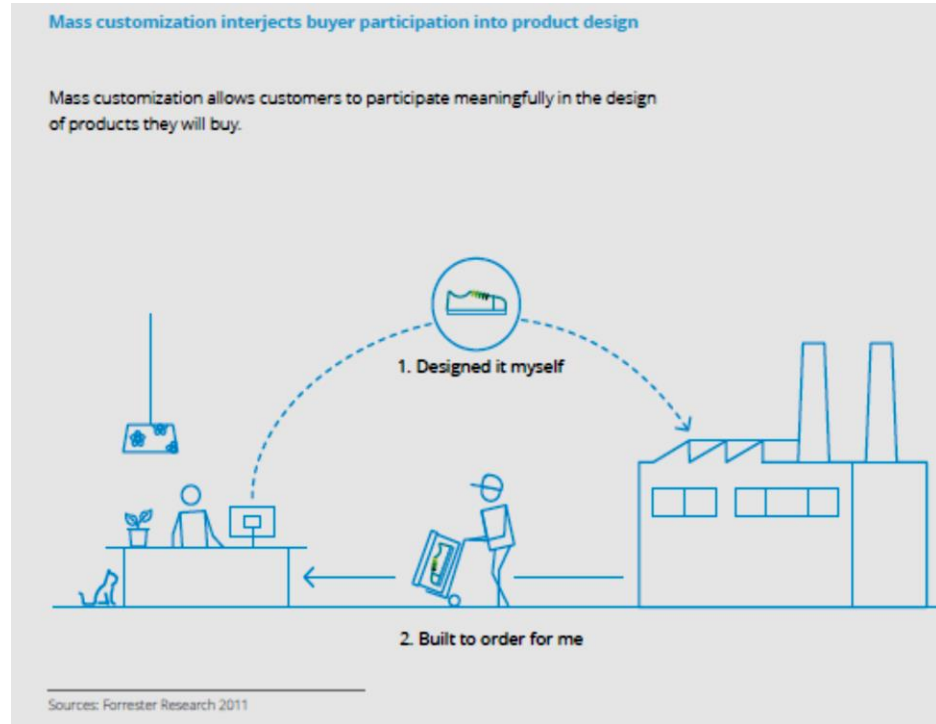 Mass customization interjects buyer participation into product design
Mass customization allows customers to participate meaningfully in the design
of products they will buy.
1. Designed it myself
2. Built to order for me
Sources: Forrester Research 2011